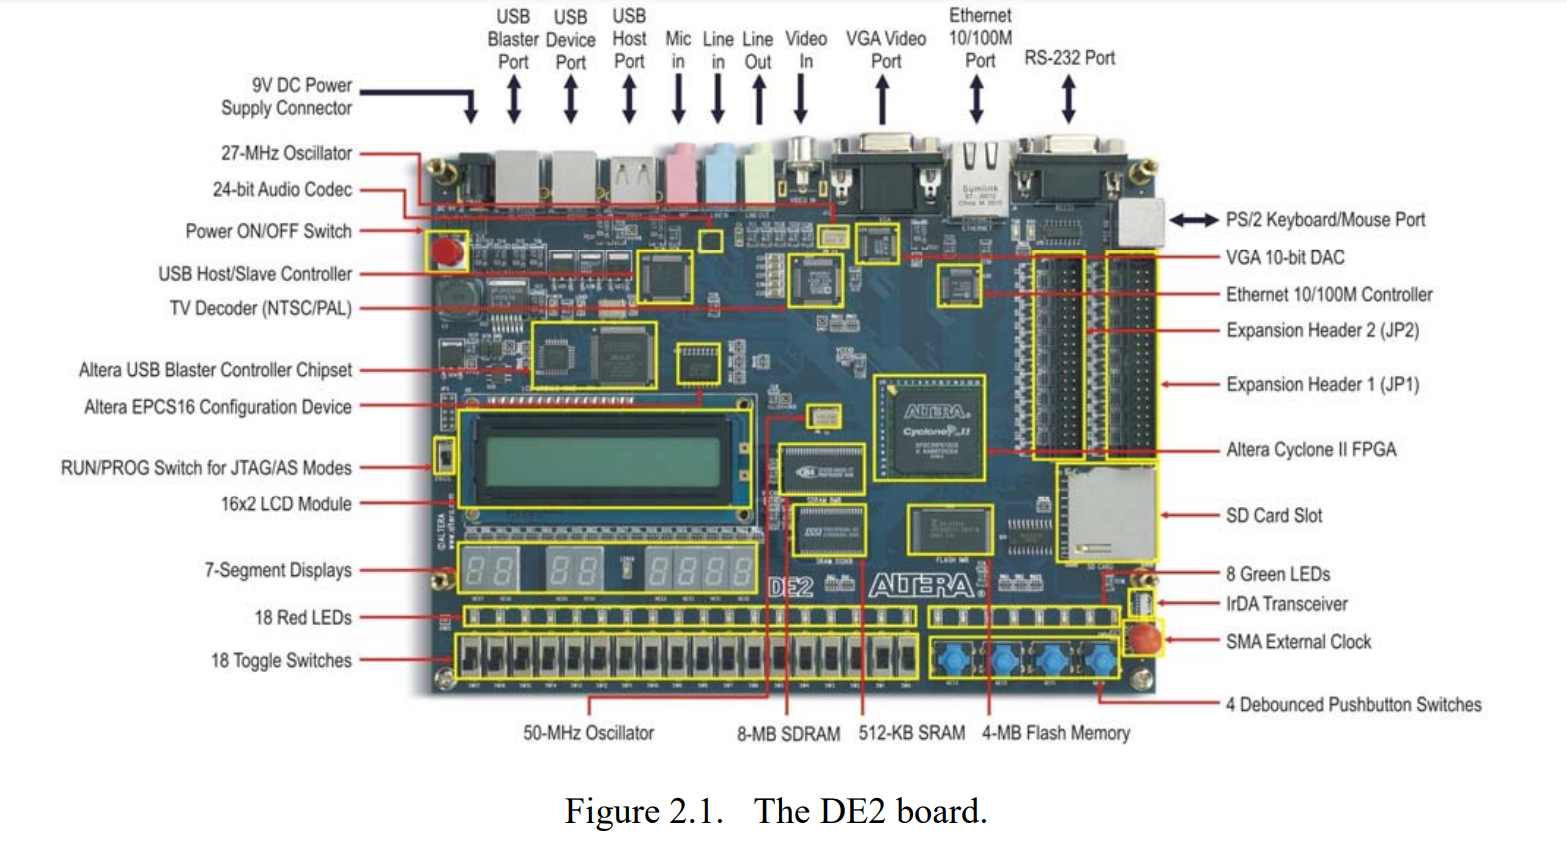 USB
Blaster
Port
USB
Device
Port
USB
Host
Port
Mic
in
Line
in
Line
Out
Video
In
VGA Video
Port
Ethernet
10/100M
Port
RS-232 Port
9V DC Power
Supply Connector
27-MHz Oscillator
24-bit Audio Codec
Power ON/OFF Switch
USB Host/Slave Controller
TV Decoder (NTSC/PAL)
Altera USB Blaster Controller Chipset
Altera EPCS16 Configuration Device
RUN/PROG Switch for JTAG/AS Modes
16x2 LCD Module
7-Segment Displays
18 Red LEDs
18 Toggle Switches
PS/2 Keyboard/Mouse Port
VGA 10-bit DAC
Ethernet 10/100M Controller
Expansion Header 2 (JP2)
Expansion Header 1 (JP1)
Altera Cyclone II FPGA
SD Card Slot
8 Green LEDs
IrDA Transceiver
SMA External Clock
4 Debounced Pushbutton Switches
50-MHz Oscillator
8-MB SDRAM
512-KB SRAM
4-MB Flash Memory
Sumlink
ALTERA
Cyclone II
©ALTERA
DE2
ALTERA®
Figure 2.1. The DE2 board.